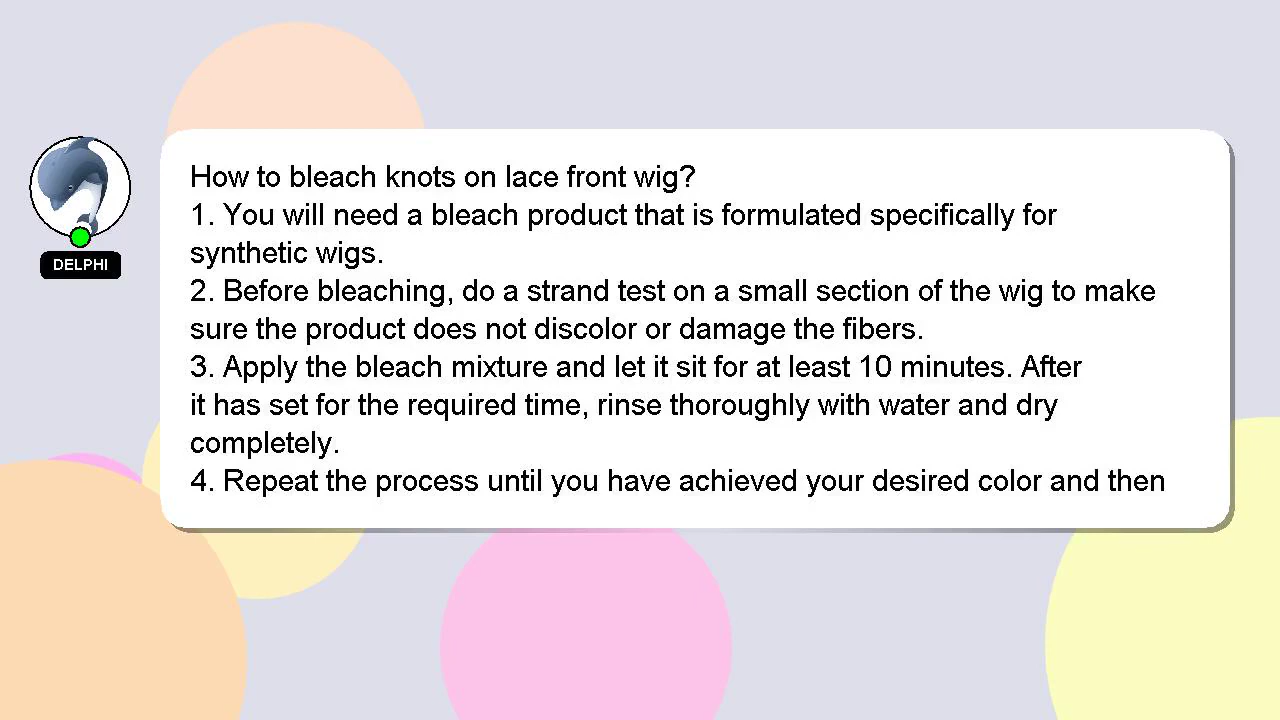 How to bleach knots on lace front wig?
1. You will need a bleach product that is formulated specifically for
synthetic wigs.
2. Before bleaching, do a strand test on a small section of the wig to make
sure the product does not discolor or damage the fibers.
3. Apply the bleach mixture and let it sit for at least 10 minutes. After
it has set for the required time, rinse thoroughly with water and dry
completely.
4. Repeat the process until you have achieved your desired color and then
DELPHI